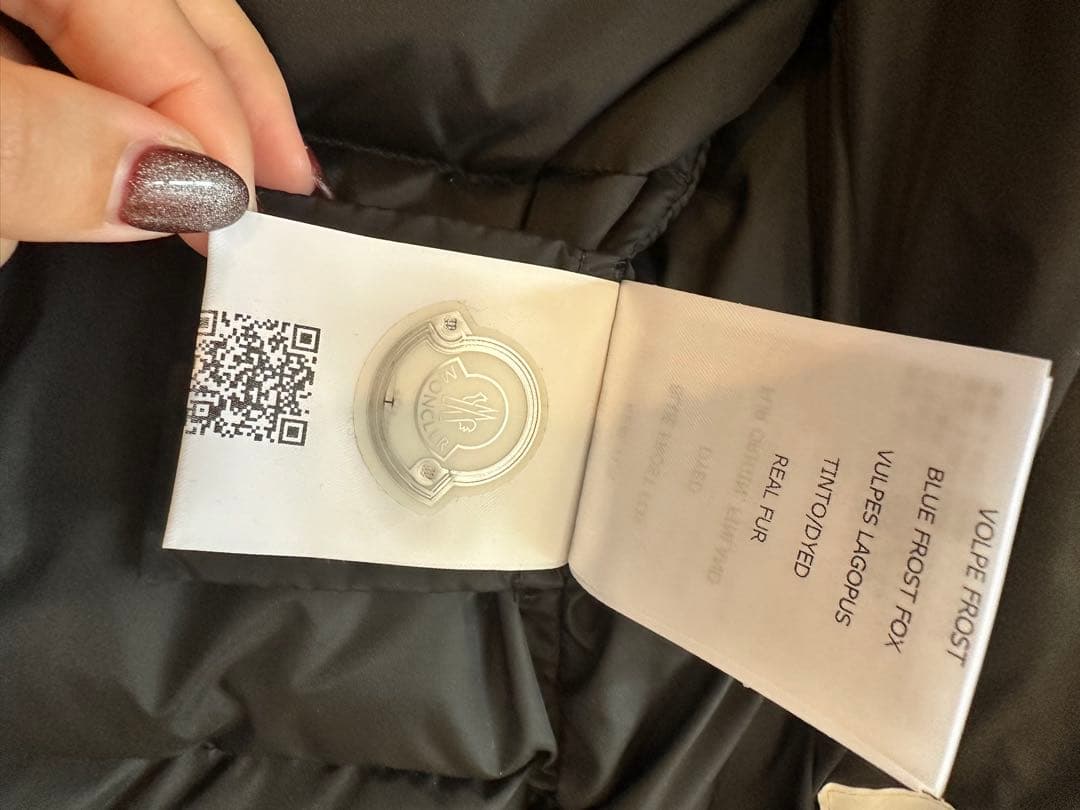 MONCLER
VOLPE FROST
BLUE FROST FOX
VULPES LAGOPUS
TINTO/DYED
REAL FUR